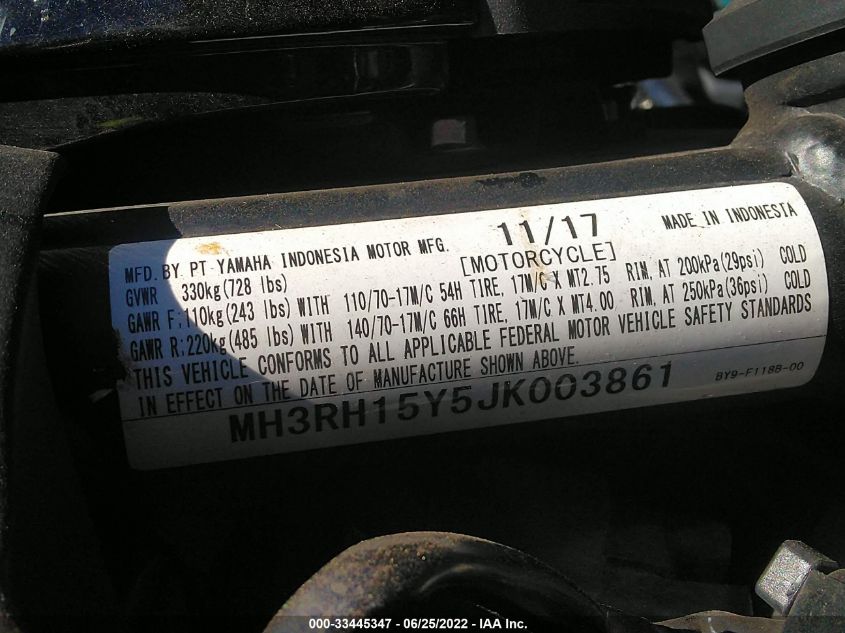 MFD. BY PT. YAMAHA INDONESIA MOTOR MFG. 11/17 MADE IN INDONESIA
GVWR 330kg(728 lbs) [MOTORCYCLE]
GAWR F:110kg(243 lbs) WITH 110/70-17M/C 54H TIRE, 17M/C X MT2.75 RIM, AT 200kPa(29psi) COLD
GAWR R:220kg(485 lbs) WITH 140/70-17M/C 66H TIRE, 17M/C X MT4.00 RIM, AT 250kPa(36psi) COLD
THIS VEHICLE CONFORMS TO ALL APPLICABLE FEDERAL MOTOR VEHICLE SAFETY STANDARDS
IN EFFECT ON THE DATE OF MANUFACTURE SHOWN ABOVE.
MH3RH15Y5JK003861 BY9-F118B-00
000-33445347 - 06/25/2022 - IAA Inc.